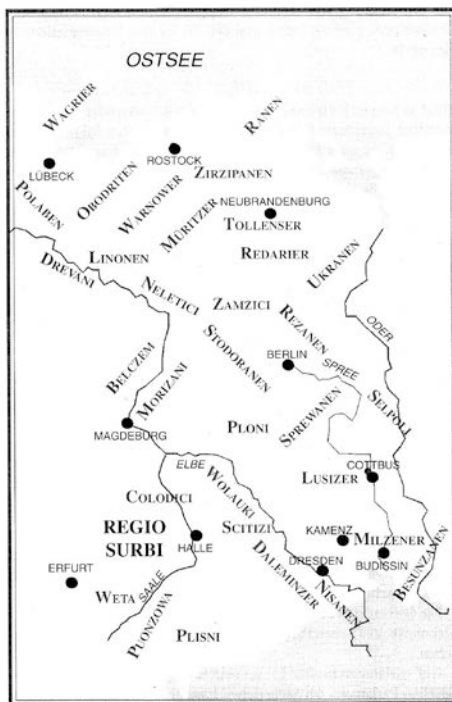 OSTSEE
WAGRIER
RANEN
LÜBECK
ROSTOCK
OBODRITEN
WARNOWER
ZIRZIPANEN
POLABEN
MÜRITZER
NEUBRANDENBURG
TOLLENSER
REDARIER
UKRANEN
LINONEN
DREVANI
NELETICI
ZAMZICI
REZANEN
ODER
STODORANEN
BERLIN
SPREE
BELCZEM
MORIZANI
SPREWANEN
SELPOLI
MAGDEBURG
PLONI
ELBE
WOLAUKI
COTTBUS
LUSIZER
COLODICI
REGIO
SURBI
SCITIZI
HALLE
KAMENZ
MILZENER
BUDISSIN
BESUNZANEN
ERFURT
DALEMINZER
DRESDEN
NISANEN
WETA
SAALE
PUONZOWA
PLISNI